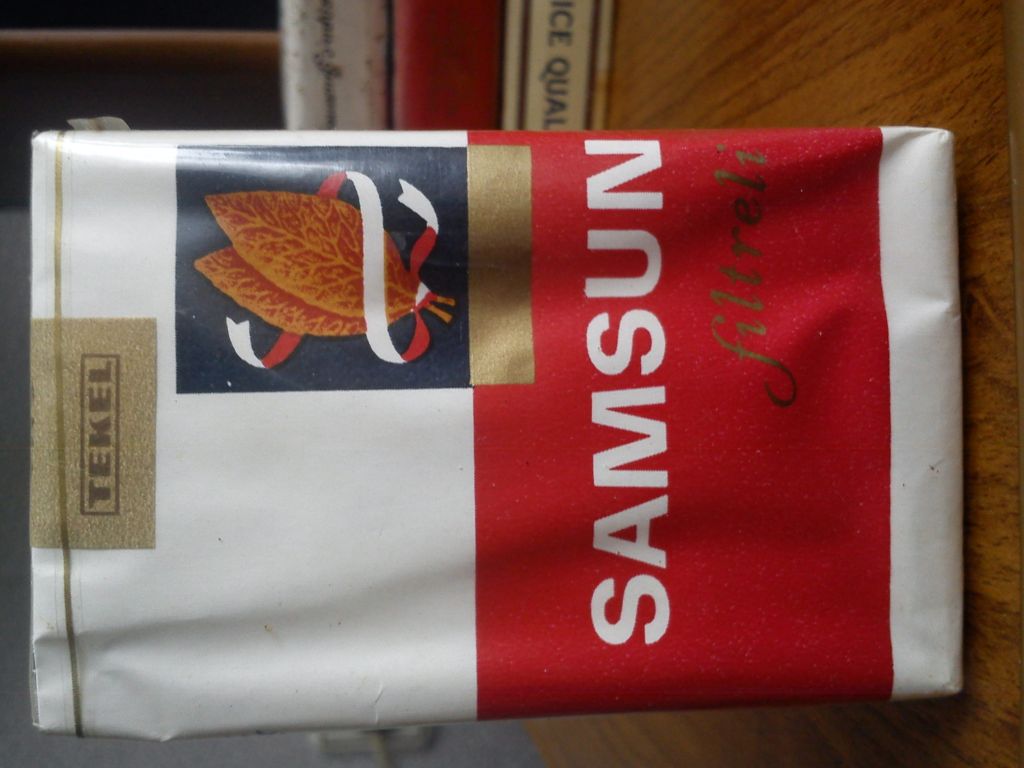 TEKEL
SAMSUN
filtreli
ICE QUAL